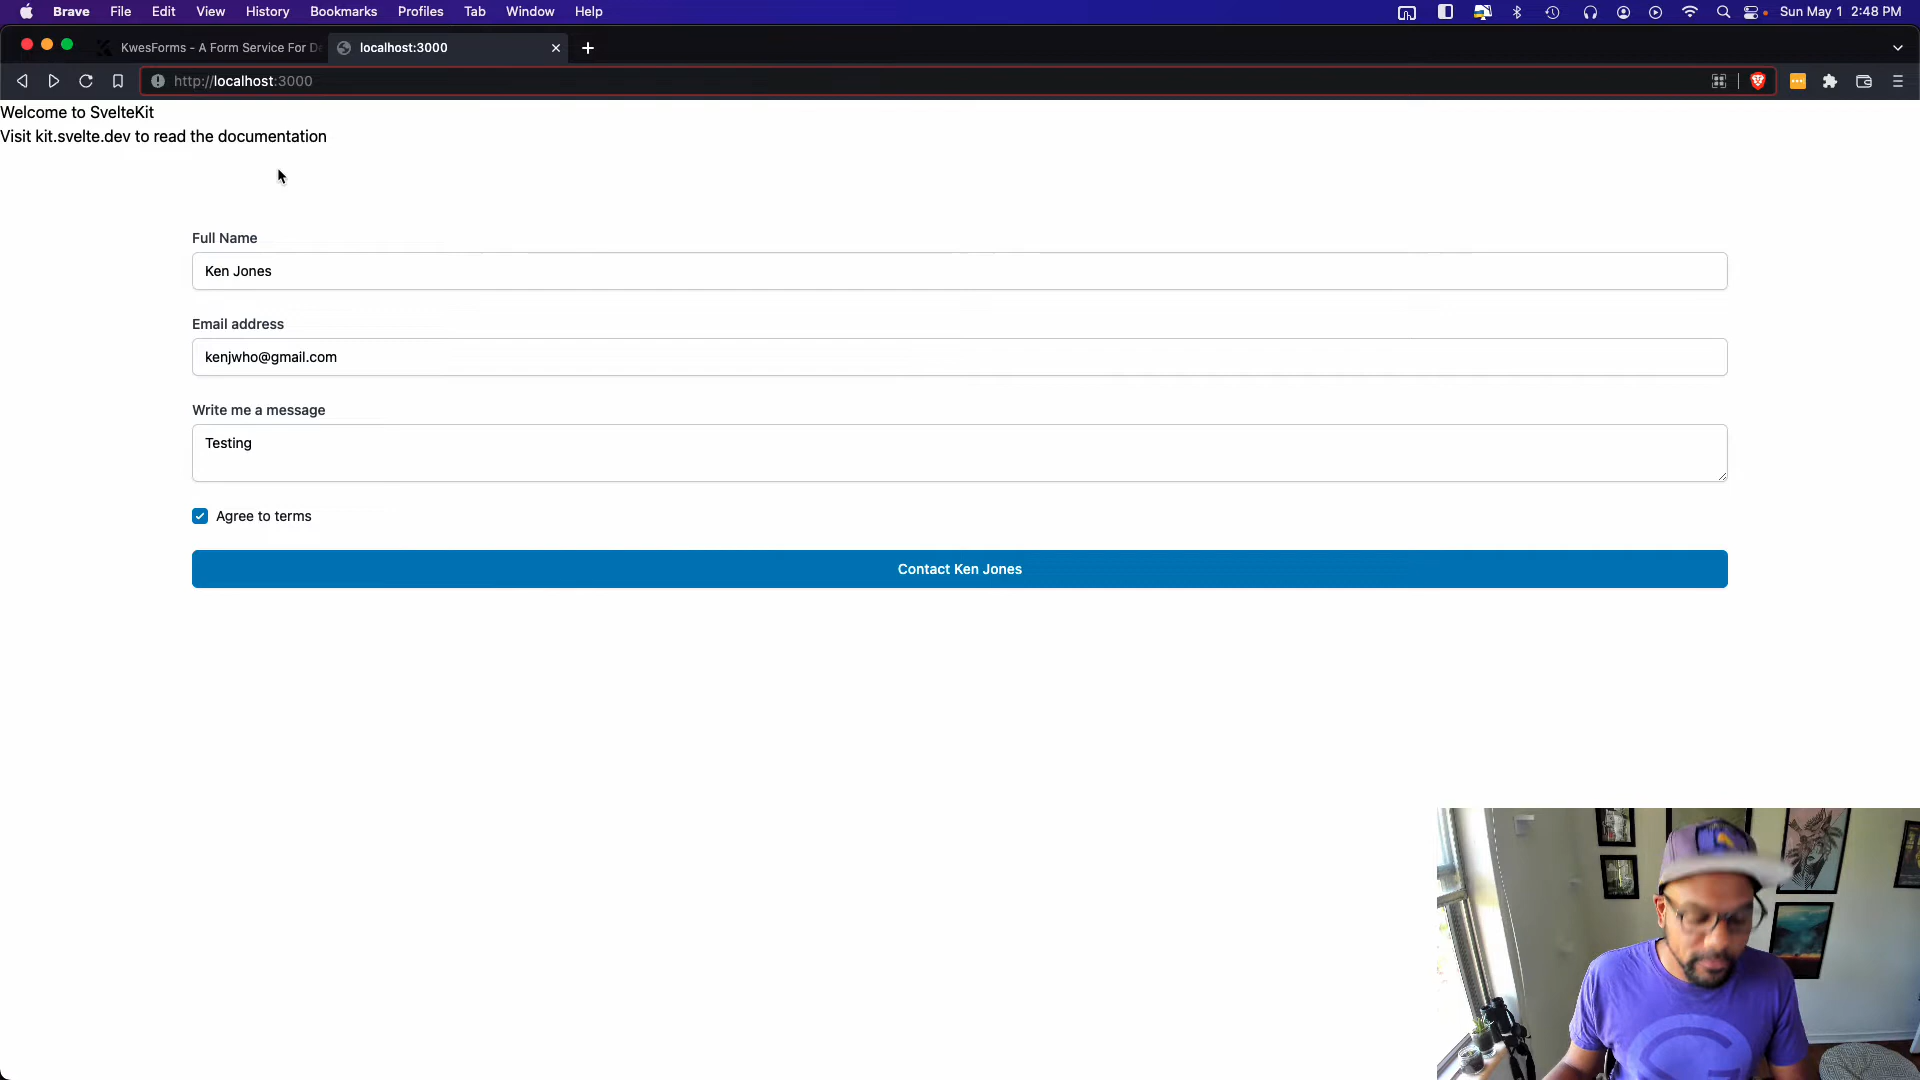 Brave File Edit View History Bookmarks Profiles Tab Window Help Sun May 1 2:48 PM
KwesForms - A Form Service For De localhost:3000
http://localhost:3000
Welcome to SvelteKit
Visit kit.svelte.dev to read the documentation
Full Name
Ken Jones
Email address
kenjwho@gmail.com
Write me a message
Testing
Agree to terms
Contact Ken Jones